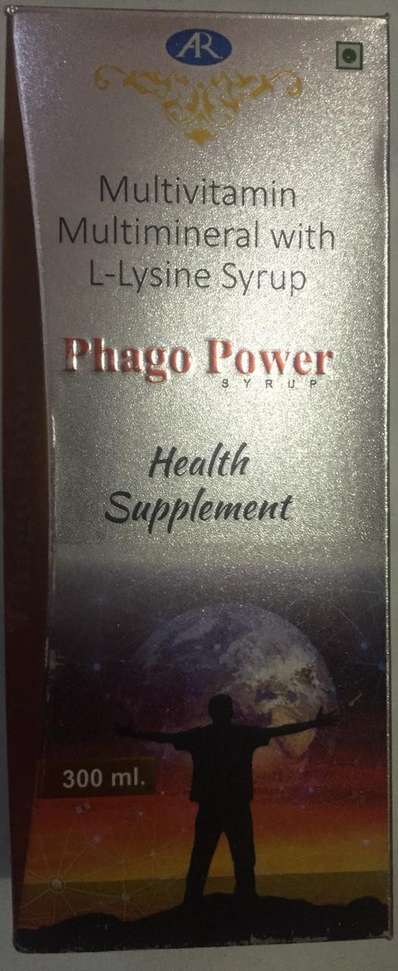 AR
Multivitamin
Multimineral with
L-Lysine Syrup
Phago Power
SYRUP
Health
Supplement
300 ml.